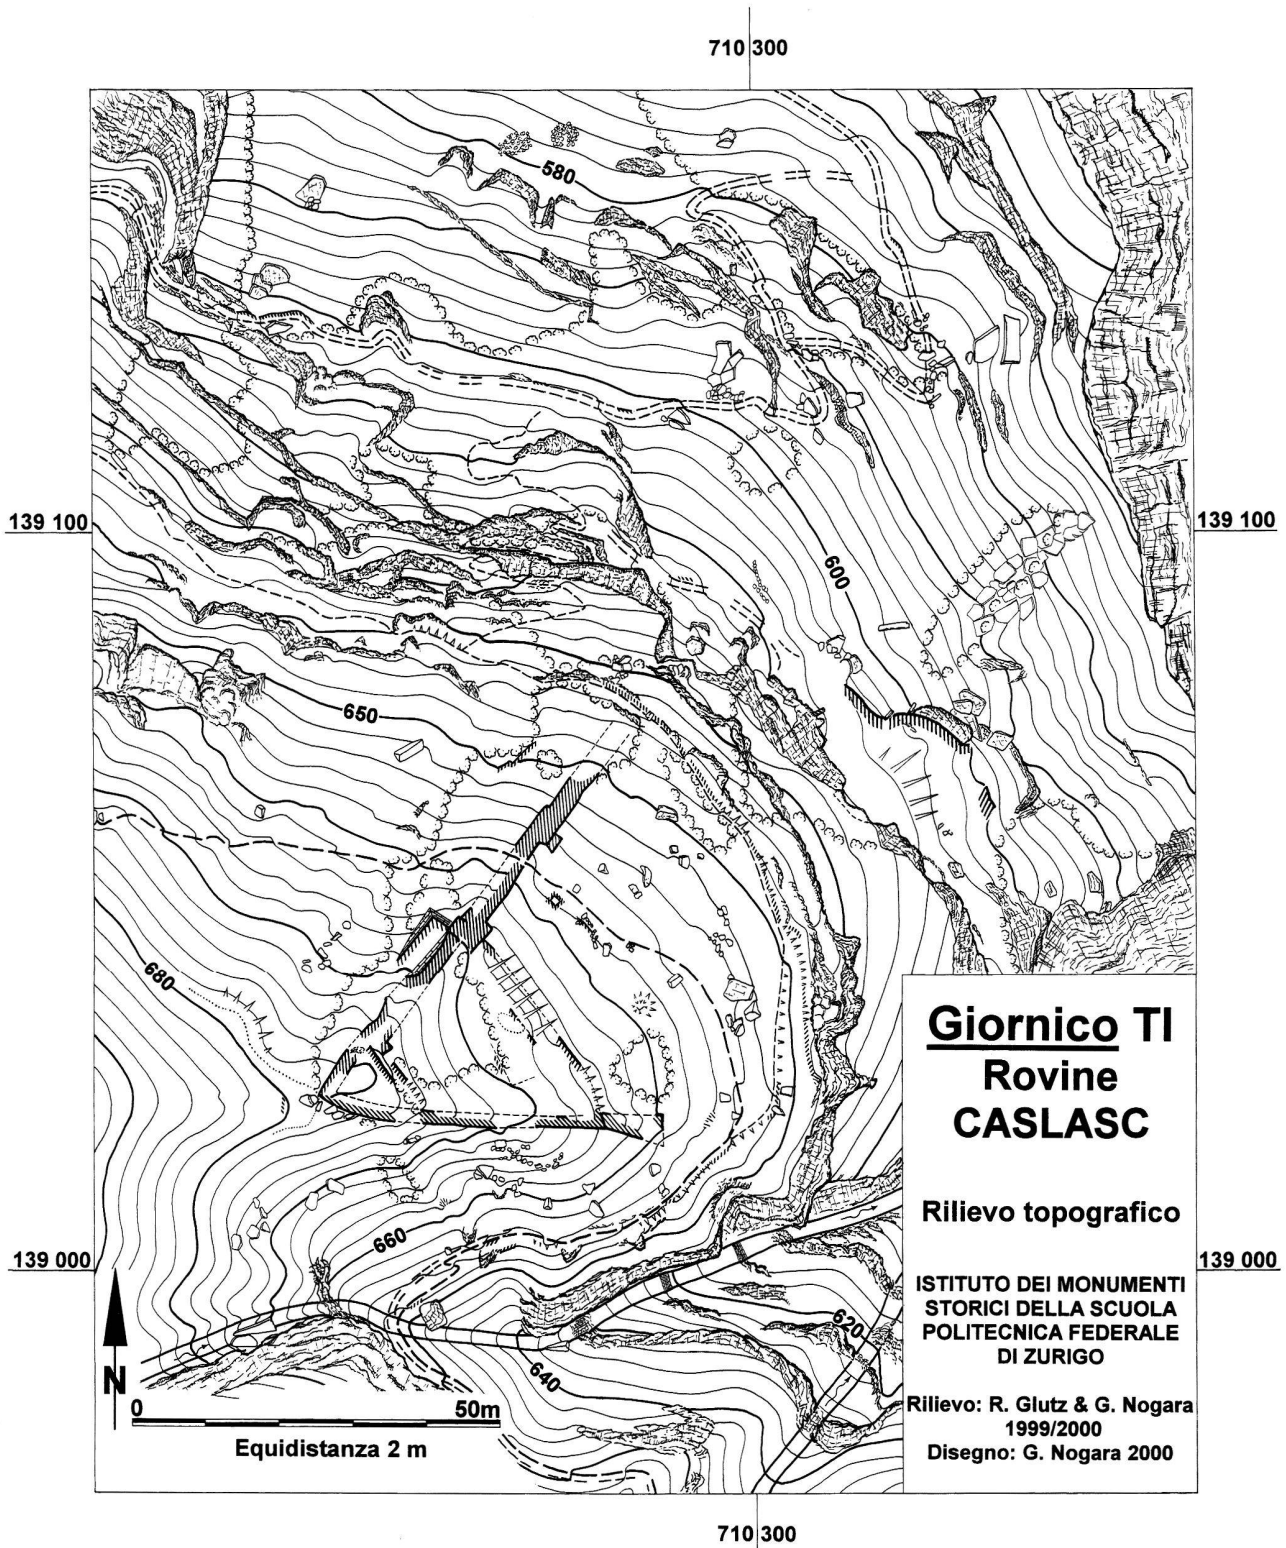 710 300
580
139 100
139 100
600
650
680
Giornico TI
Rovine
CASLASC
Rilievo topografico
660
139 000
139 000
ISTITUTO DEI MONUMENTI
STORICI DELLA SCUOLA
POLITECNICA FEDERALE
DI ZURIGO
620
640
N
0 50m
Equidistanza 2 m
Rilievo: R. Glutz & G. Nogara
1999/2000
Disegno: G. Nogara 2000
710 300